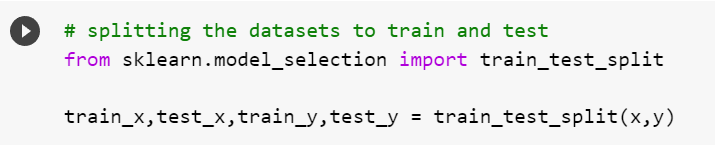 # splitting the datasets to train and test
from sklearn.model_selection import train_test_split
train_x,test_x,train_y,test_y = train_test_split(x,y)